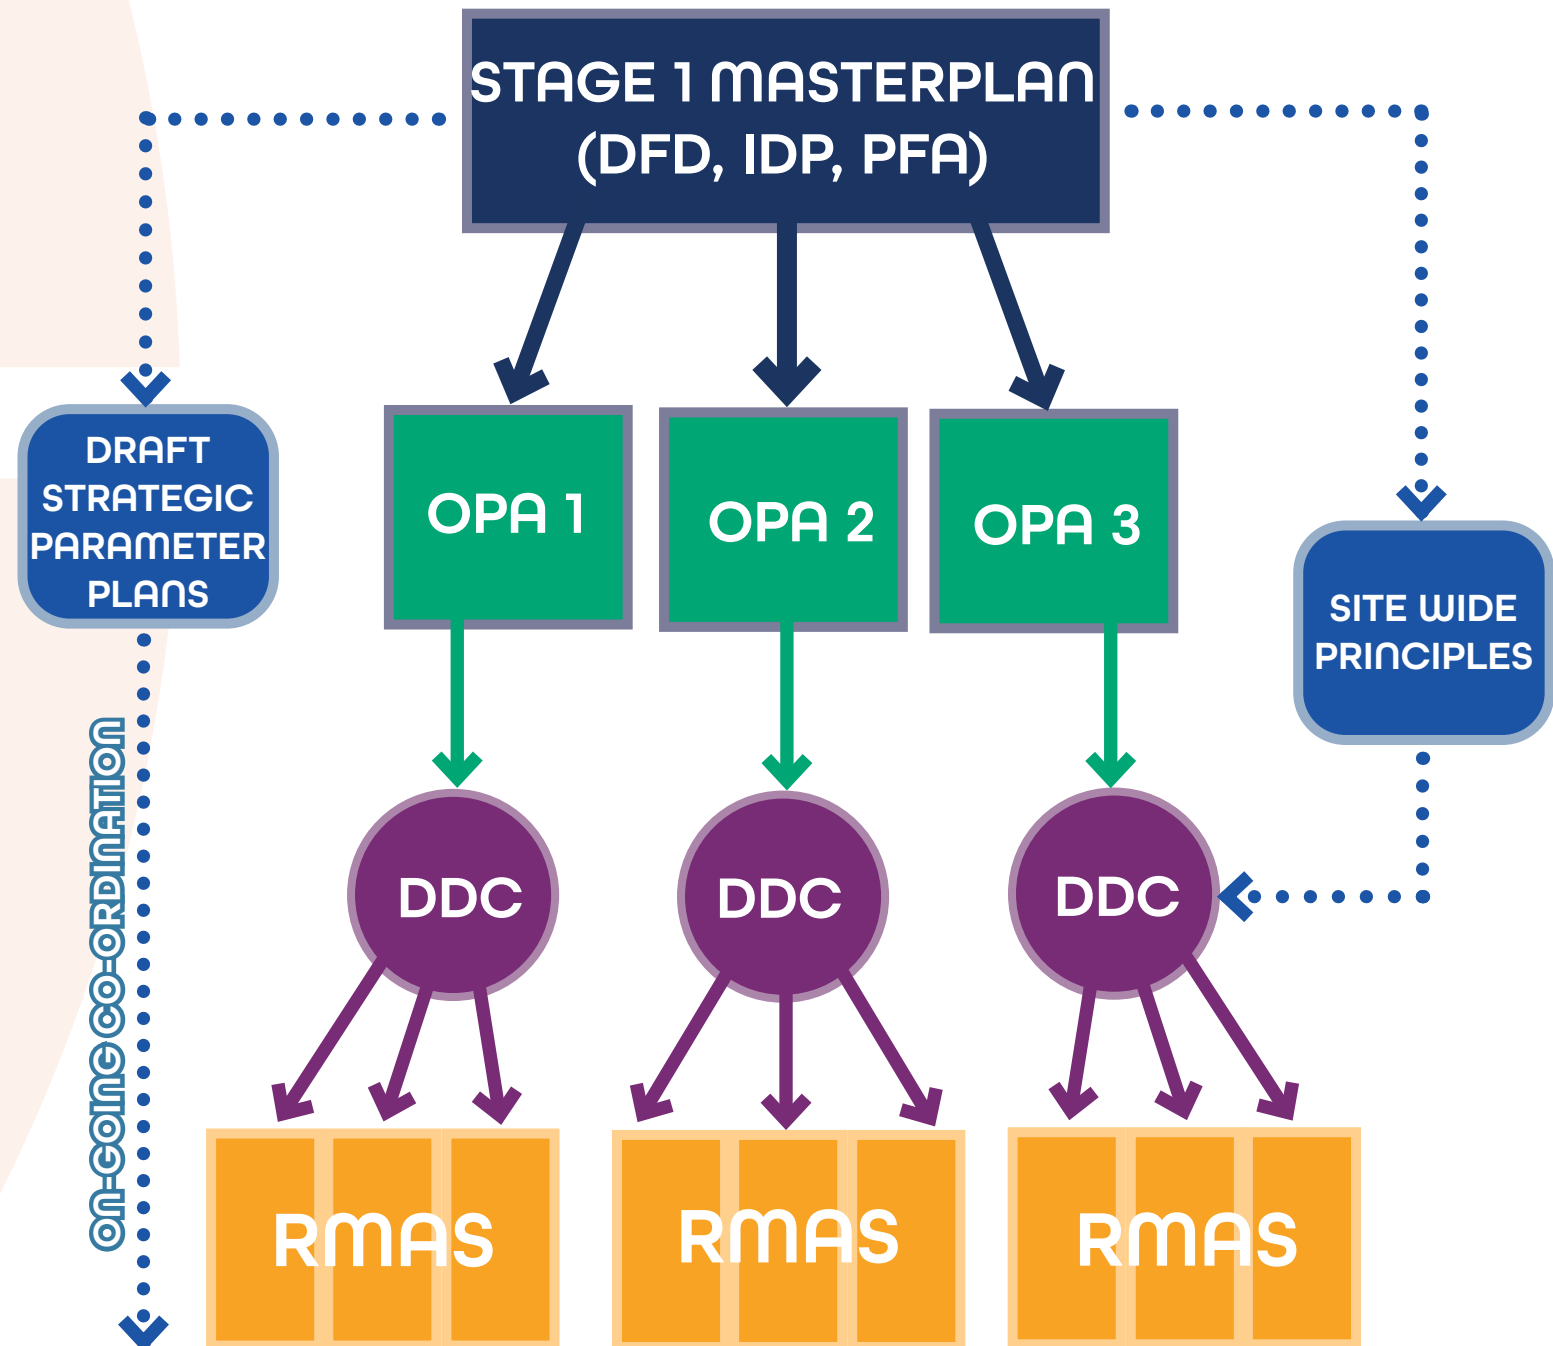 STAGE 1 MASTERPLAN
(DFD, IDP, PFA)
DRAFT
STRATEGIC
PARAMETER
PLANS
OPA 1
OPA 2
OPA 3
SITE WIDE
PRINCIPLES
ON-GOING CO-ORDINATION
DDC
DDC
DDC
RMAS
RMAS
RMAS